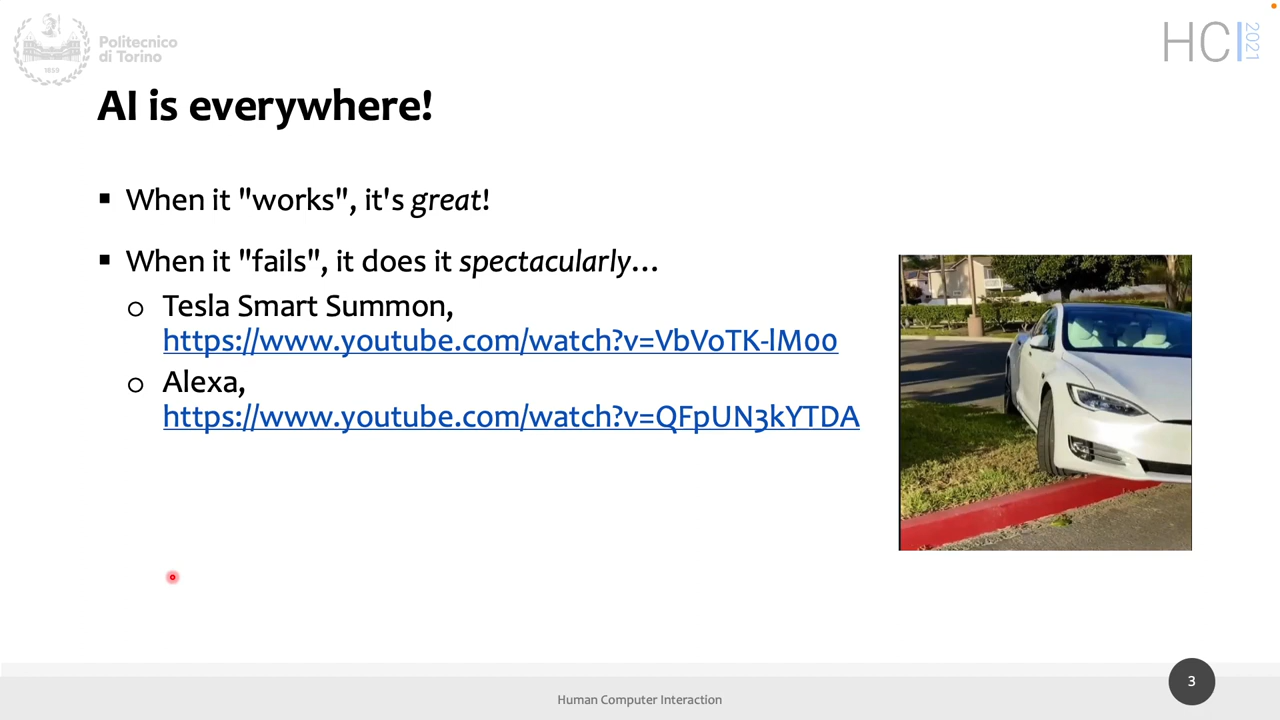 Politecnico
di Torino
1859
HCI 2021
AI is everywhere!
▪ When it "works", it's great!
▪ When it "fails", it does it spectacularly…
o Tesla Smart Summon,
https://www.youtube.com/watch?v=VbVoTK-lM00
o Alexa,
https://www.youtube.com/watch?v=QFpUN3kYTDA
3
Human Computer Interaction